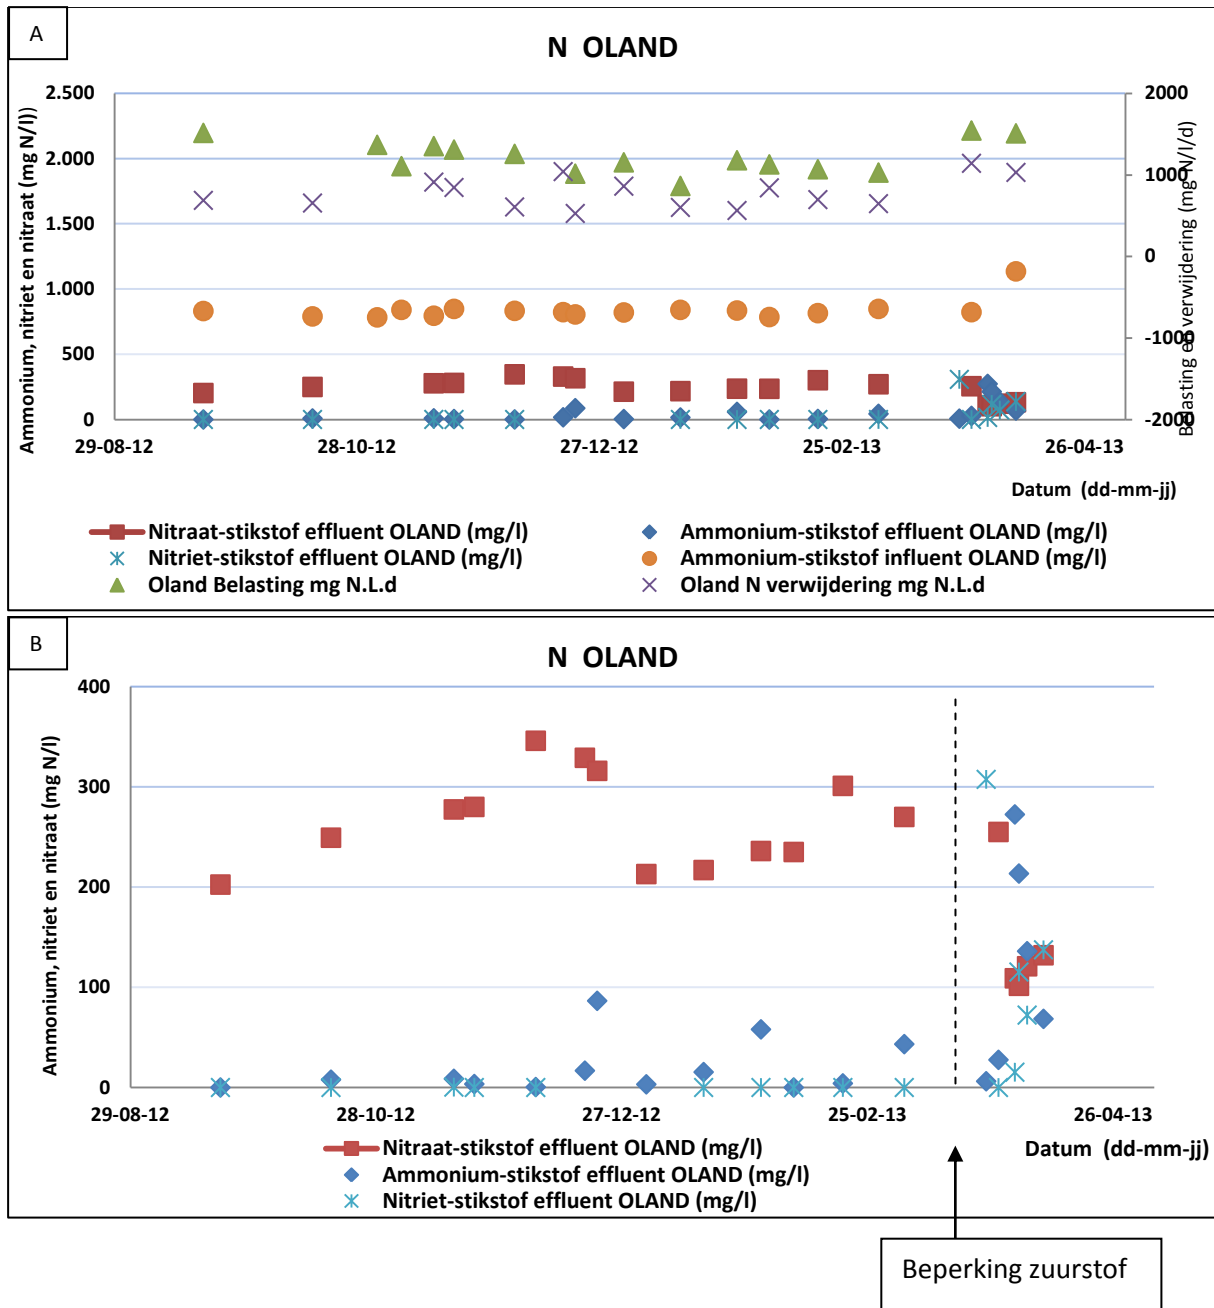 A
N OLAND
Ammonium, nitriet en nitraat (mg N/l))
2.500
2.000
1.500
1.000
500
0
2000
1000
0
-1000
-2000
Belasting en verwijdering (mg N/l/d)
29-08-12
28-10-12
27-12-12
25-02-13
26-04-13
Datum (dd-mm-jj)
Nitraat-stikstof effluent OLAND (mg/l)
Ammonium-stikstof effluent OLAND (mg/l)
Nitriet-stikstof effluent OLAND (mg/l)
Ammonium-stikstof influent OLAND (mg/l)
Oland Belasting mg N.L.d
Oland N verwijdering mg N.L.d
B
N OLAND
Ammonium, nitriet en nitraat (mg N/l)
400
300
200
100
0
29-08-12
28-10-12
27-12-12
25-02-13
26-04-13
Datum (dd-mm-jj)
Nitraat-stikstof effluent OLAND (mg/l)
Ammonium-stikstof effluent OLAND (mg/l)
Nitriet-stikstof effluent OLAND (mg/l)
Beperking zuurstof